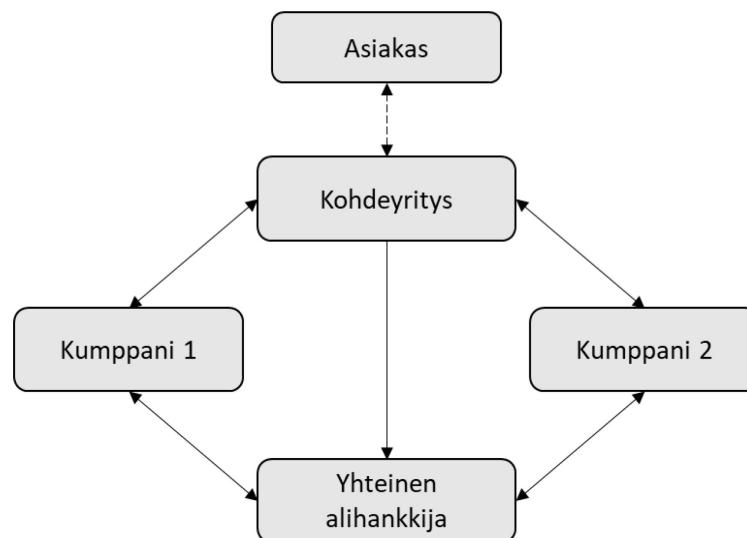 Asiakas
Kohdeyritys
Kumppani 1
Kumppani 2
Yhteinen
alihankkija